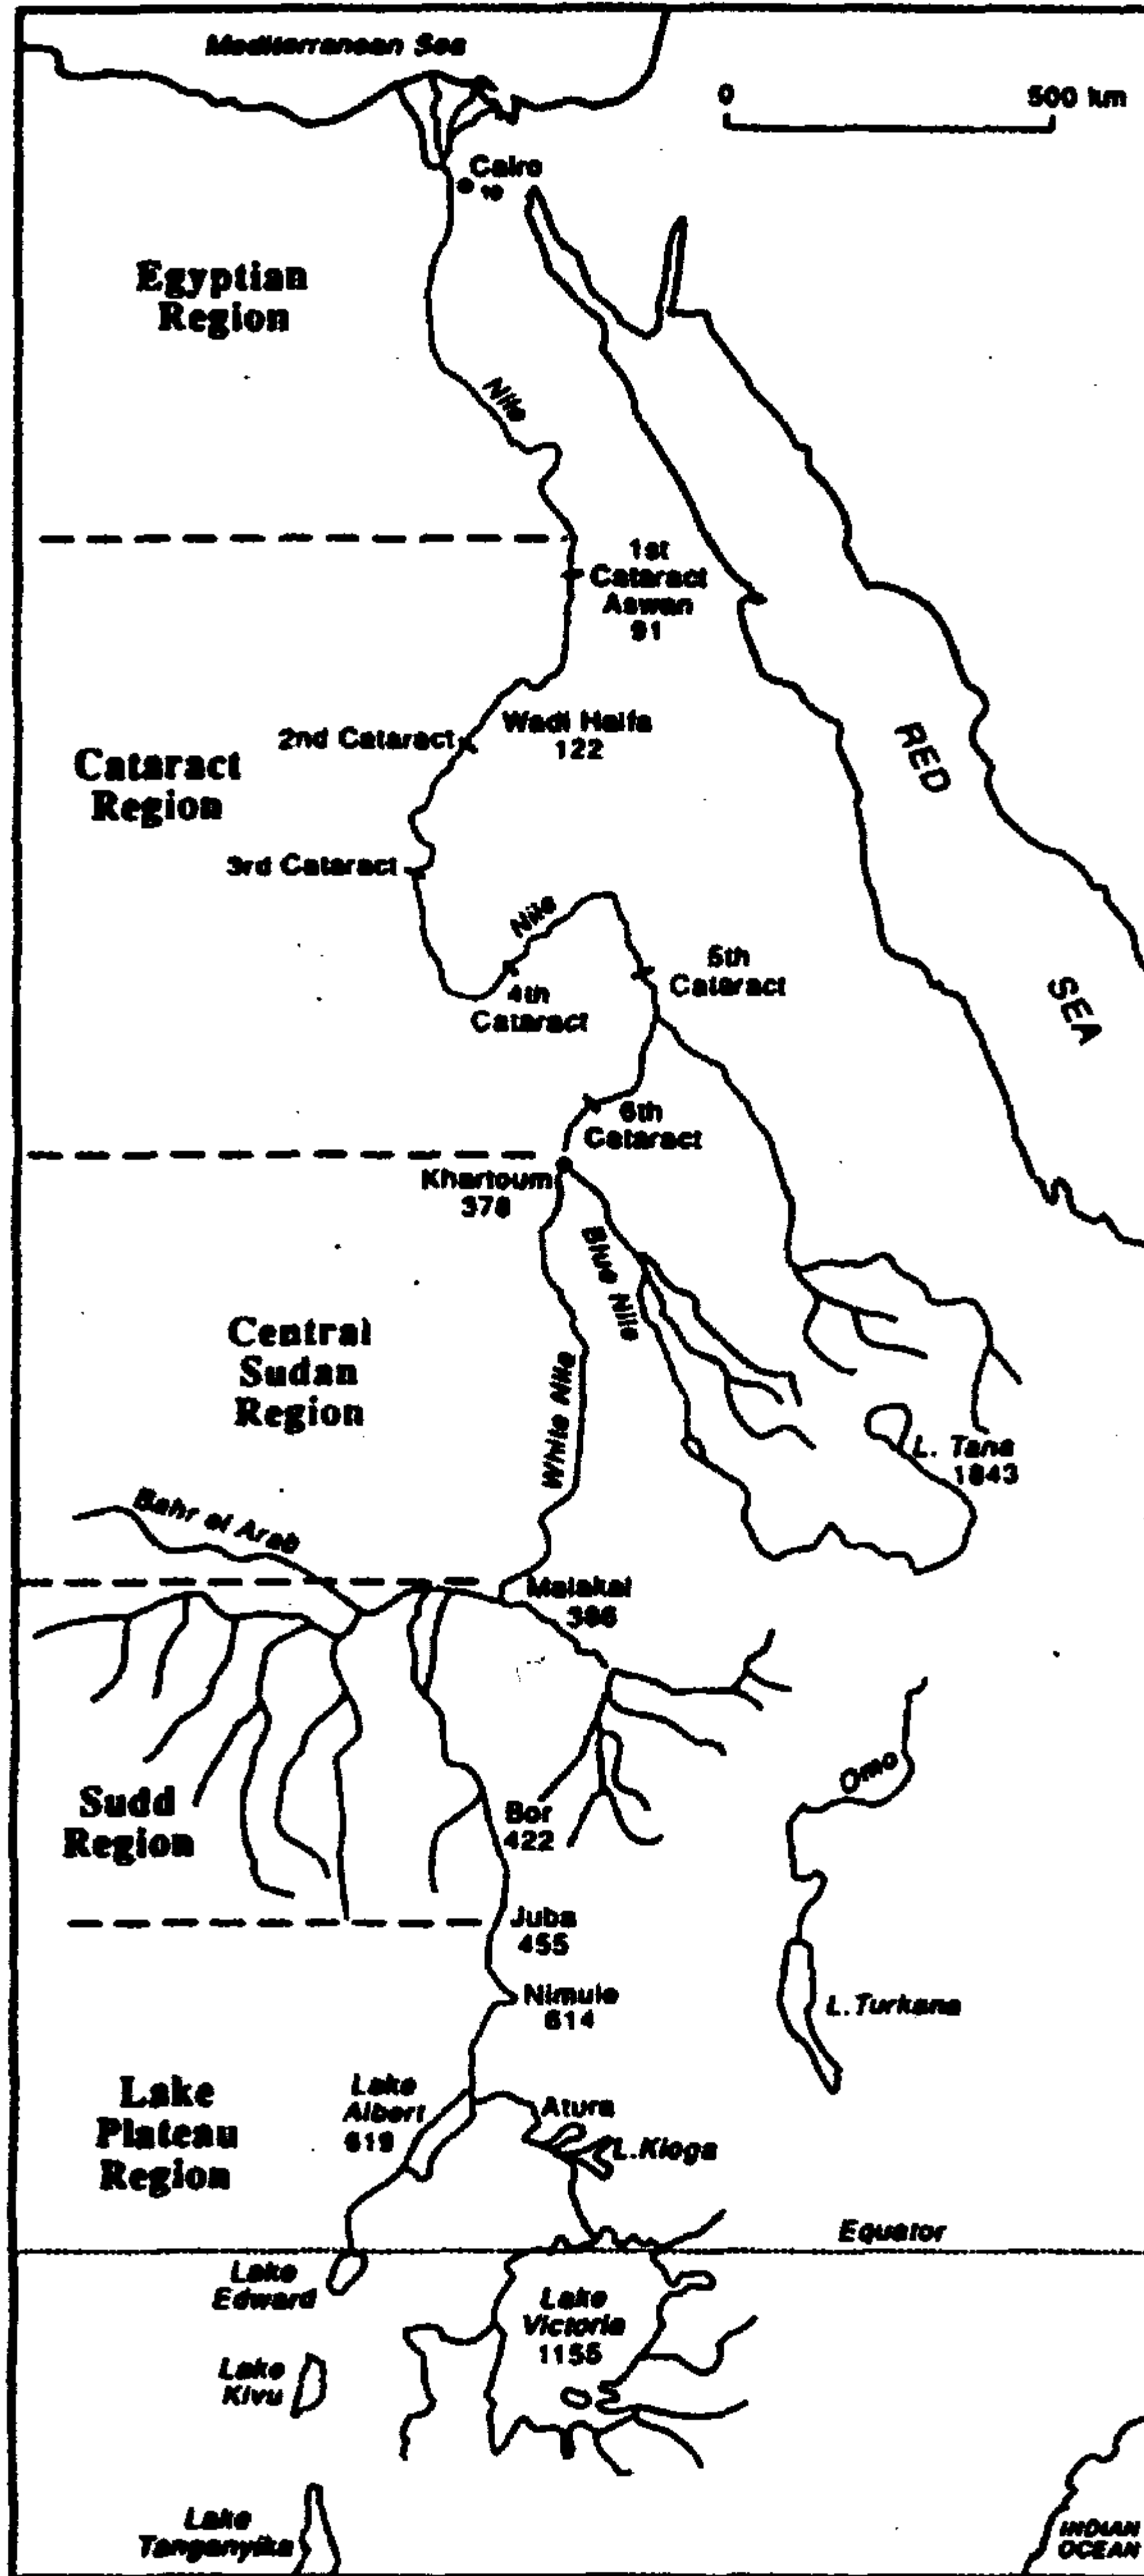 Mediterranean Sea
0 500 km
Cairo
Egyptian
Region
Nile
1st
Cataract
Aswan
91
Wadi Halfa
122
2nd Cataract
Cataract
Region
RED
SEA
3rd Cataract
Nile
5th
Cataract
4th
Cataract
6th
Cataract
Khartoum
378
Blue Nile
Central
Sudan
Region
White Nile
L. Tana
1843
Bahr el Arab
Malakal
386
Omo
Sudd
Region
Bor
422
Juba
455
Nimule
614
L.Turkana
Lake
Plateau
Region
Lake
Albert
619
Atura
L.Kioga
Equator
Lake
Edward
Lake
Victoria
1155
Lake
Kivu
Lake
Tanganyika
INDIAN
OCEAN